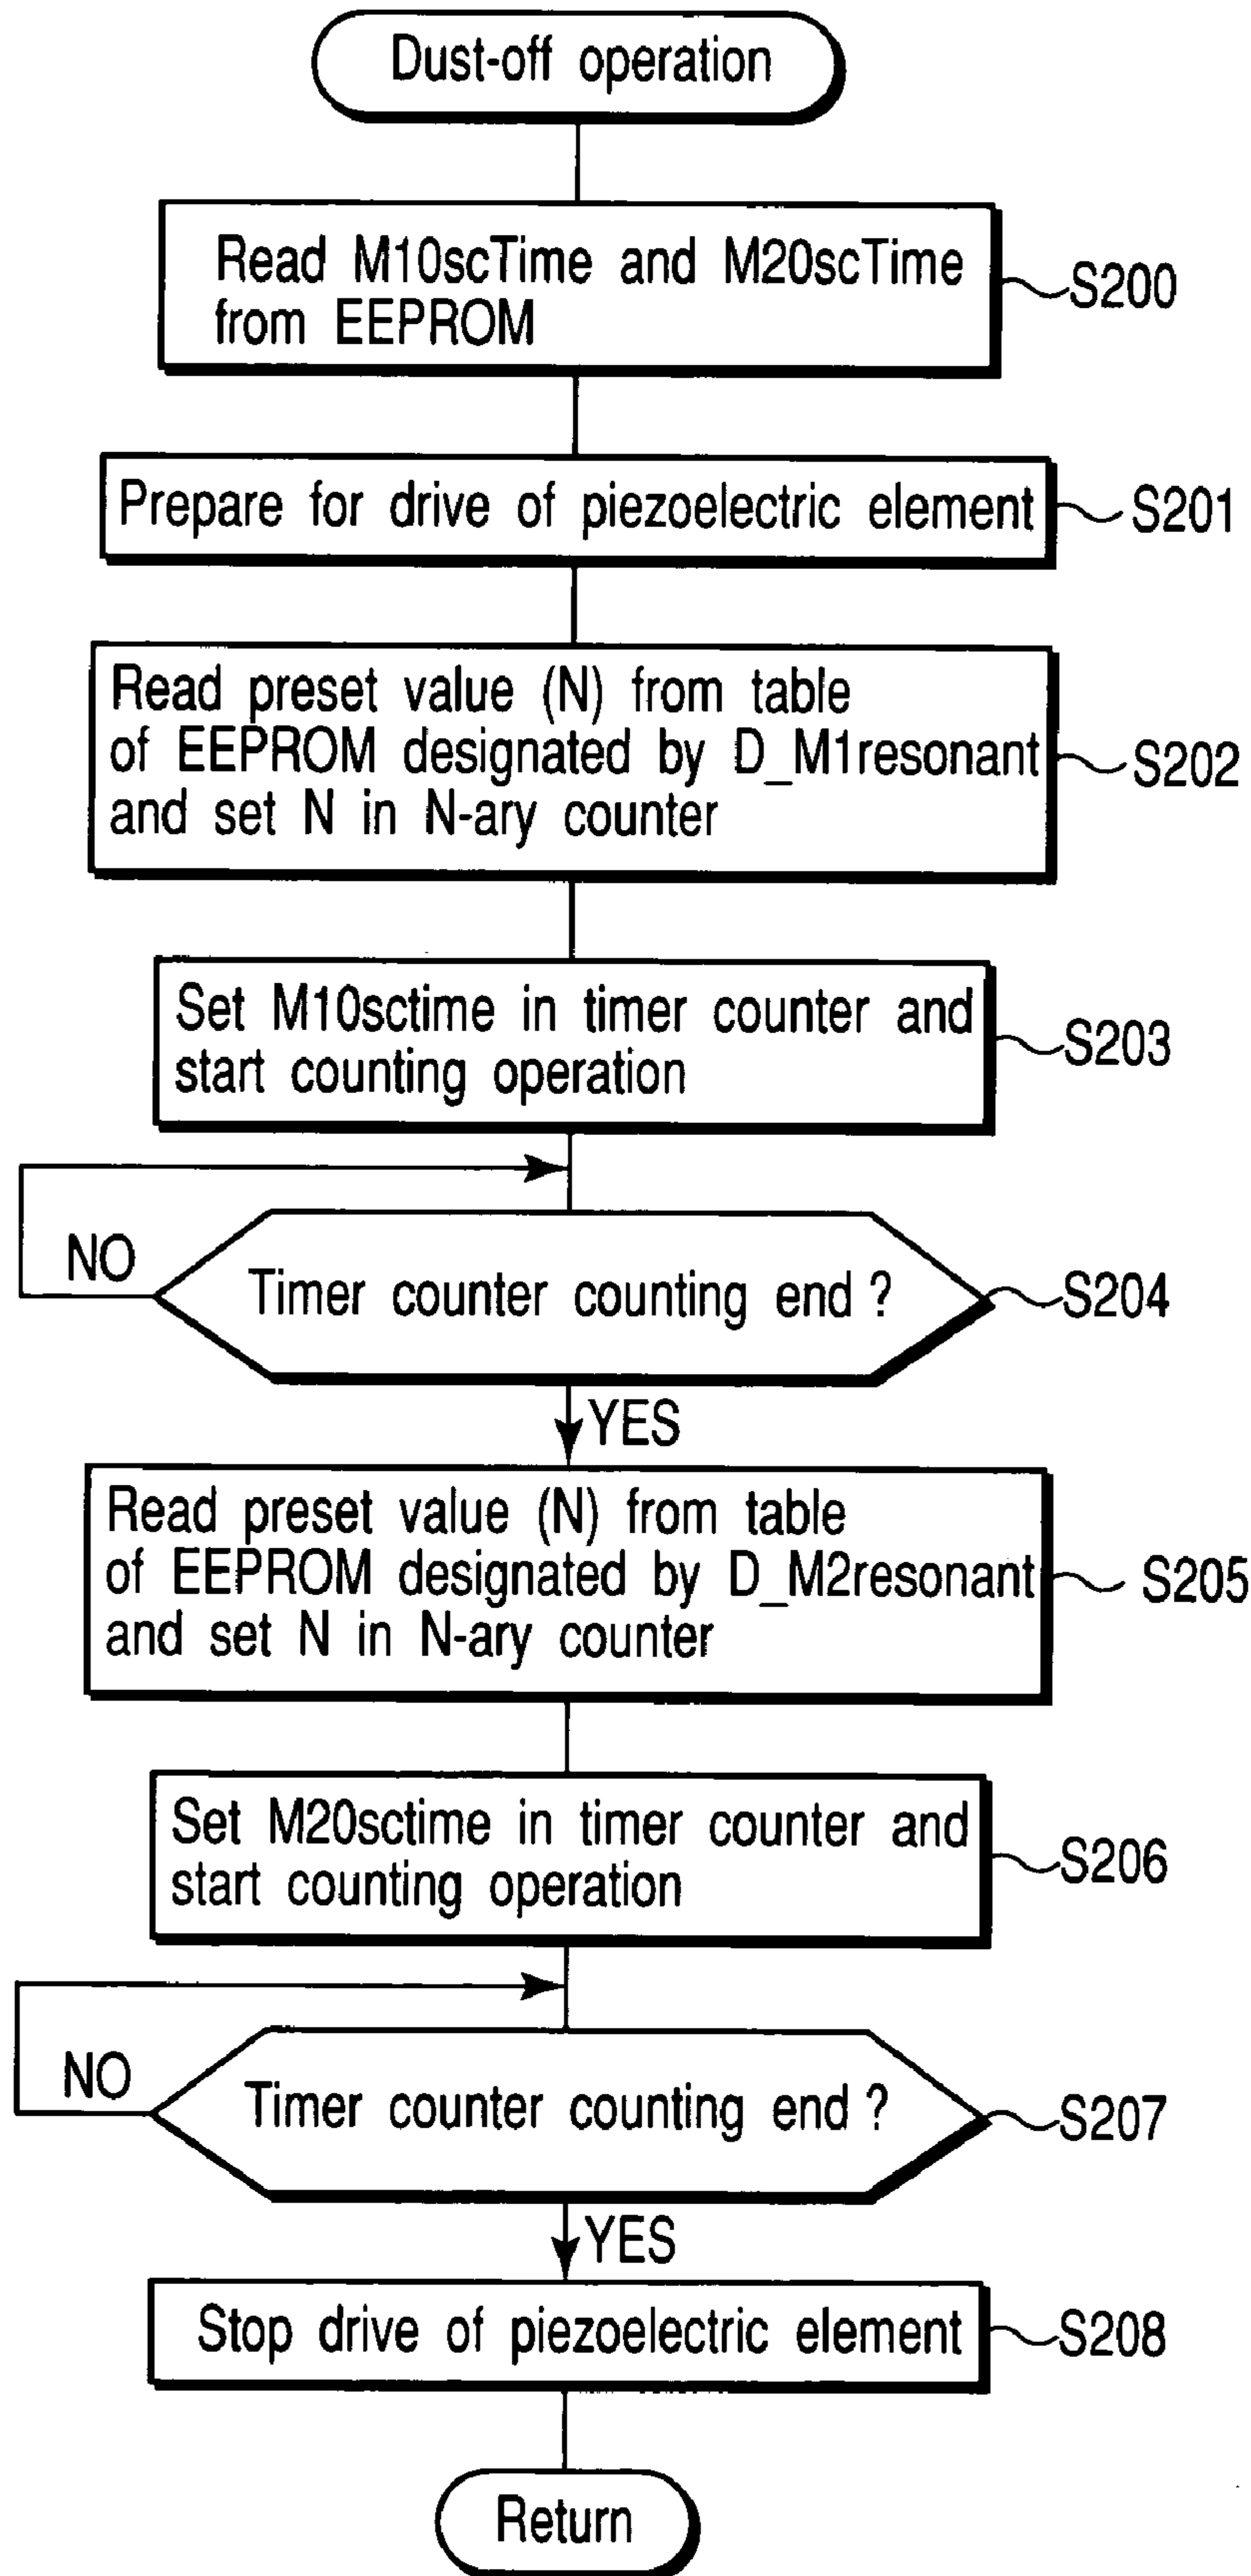 Dust-off operation
Read M10scTime and M20scTime
from EEPROM
S200
Prepare for drive of piezoelectric element
S201
Read preset value (N) from table
of EEPROM designated by D_M1resonant
and set N in N-ary counter
S202
Set M10sctime in timer counter and
start counting operation
S203
NO
Timer counter counting end ?
S204
YES
Read preset value (N) from table
of EEPROM designated by D_M2resonant
and set N in N-ary counter
S205
Set M20sctime in timer counter and
start counting operation
S206
NO
Timer counter counting end ?
S207
YES
Stop drive of piezoelectric element
S208
Return